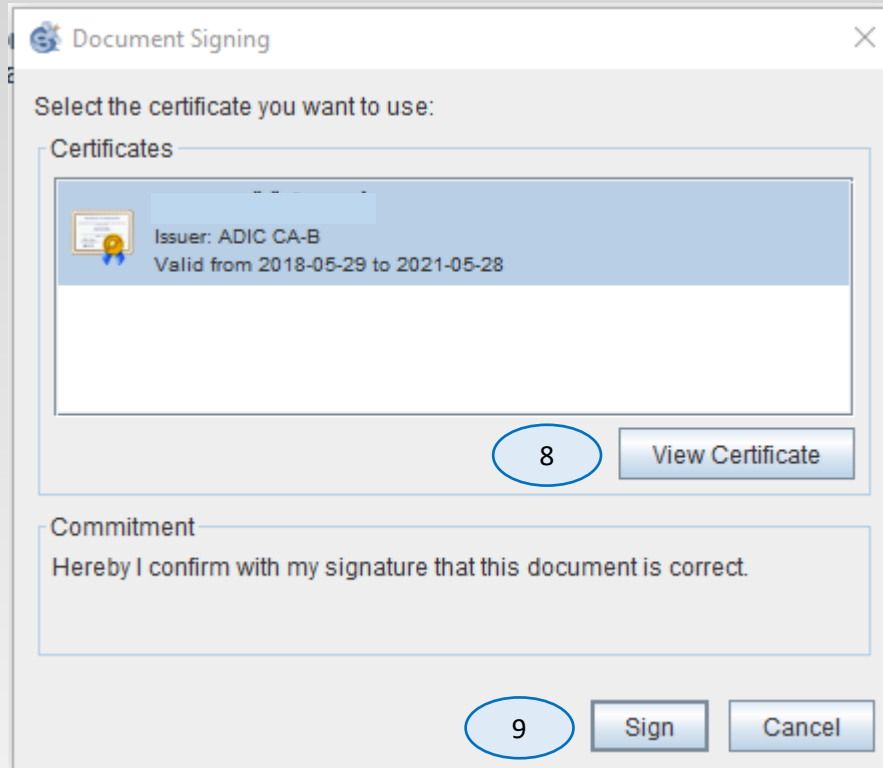 Document Signing
Select the certificate you want to use:
Certificates
Issuer: ADIC CA-B
Valid from 2018-05-29 to 2021-05-28
8
View Certificate
Commitment
Hereby I confirm with my signature that this document is correct.
9
Sign
Cancel